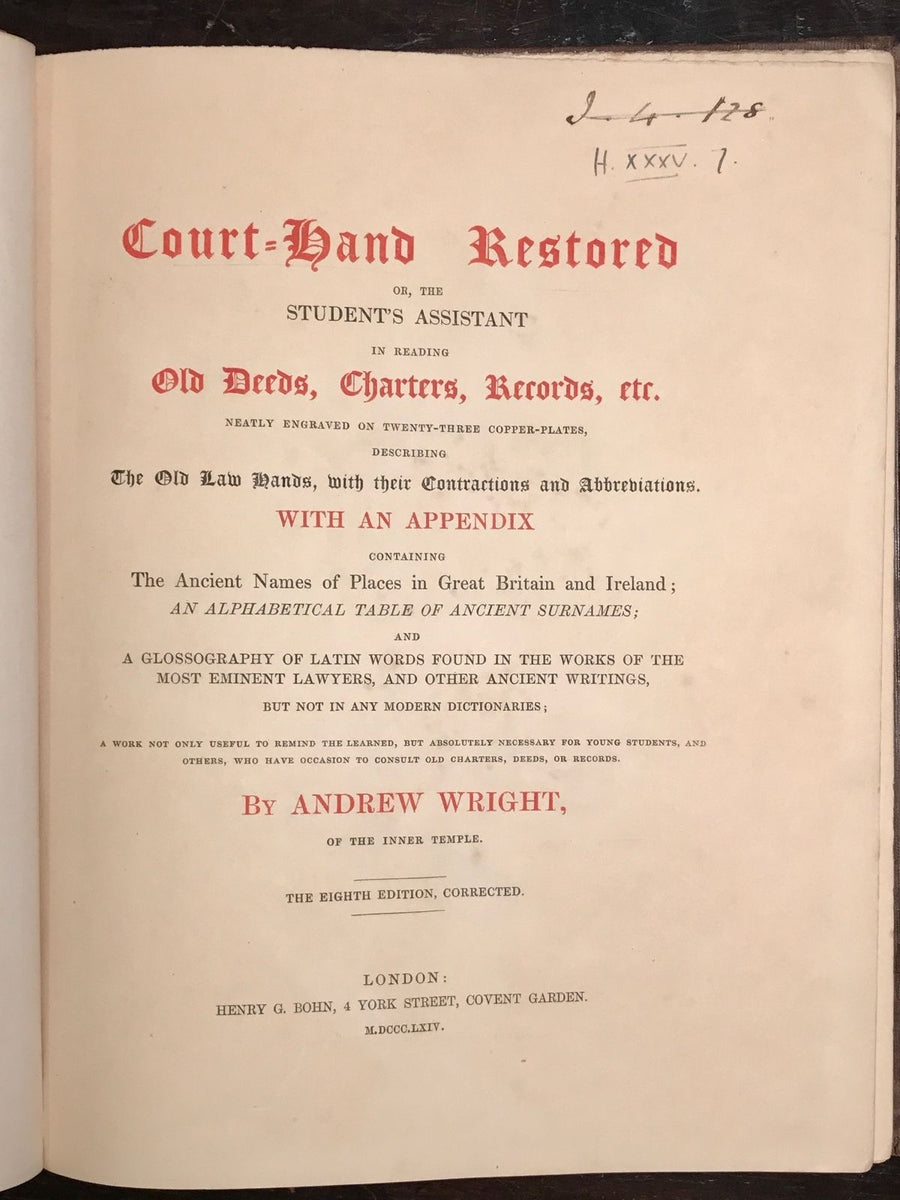 J. 4. 128
H. XXXV. 7.
Court-Hand Restored
OR, THE
STUDENT'S ASSISTANT
IN READING
Old Deeds, Charters, Records, etc.
NEATLY ENGRAVED ON TWENTY-THREE COPPER-PLATES,
DESCRIBING
The Old Law Hands, with their Contractions and Abbreviations.
WITH AN APPENDIX
CONTAINING
The Ancient Names of Places in Great Britain and Ireland;
AN ALPHABETICAL TABLE OF ANCIENT SURNAMES;
AND
A GLOSSOGRAPHY OF LATIN WORDS FOUND IN THE WORKS OF THE
MOST EMINENT LAWYERS, AND OTHER ANCIENT WRITINGS,
BUT NOT IN ANY MODERN DICTIONARIES;
A WORK NOT ONLY USEFUL TO REMIND THE LEARNED, BUT ABSOLUTELY NECESSARY FOR YOUNG STUDENTS, AND
OTHERS, WHO HAVE OCCASION TO CONSULT OLD CHARTERS, DEEDS, OR RECORDS.
BY ANDREW WRIGHT,
OF THE INNER TEMPLE.
THE EIGHTH EDITION, CORRECTED.
LONDON:
HENRY G. BOHN, 4 YORK STREET, COVENT GARDEN.
M.DCCC.LXIV.